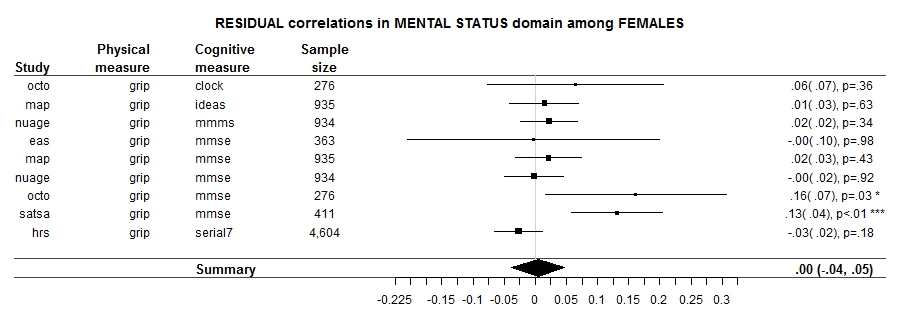 RESIDUAL correlations in MENTAL STATUS domain among FEMALES
Physical Cognitive Sample
Study measure measure size
octo grip clock 276 .06( .07), p=.36
map grip ideas 935 .01( .03), p=.63
nuage grip mmms 934 .02( .02), p=.34
eas grip mmse 363 -.00( .10), p=.98
map grip mmse 935 .02( .03), p=.43
nuage grip mmse 934 -.00( .02), p=.92
octo grip mmse 276 .16( .07), p=.03 *
satsa grip mmse 411 .13( .04), p<.01 ***
hrs grip serial7 4,604 -.03( .02), p=.18
Summary .00 (-.04, .05)
-0.225 -0.15 -0.1 -0.05 0 0.05 0.1 0.15 0.2 0.25 0.3